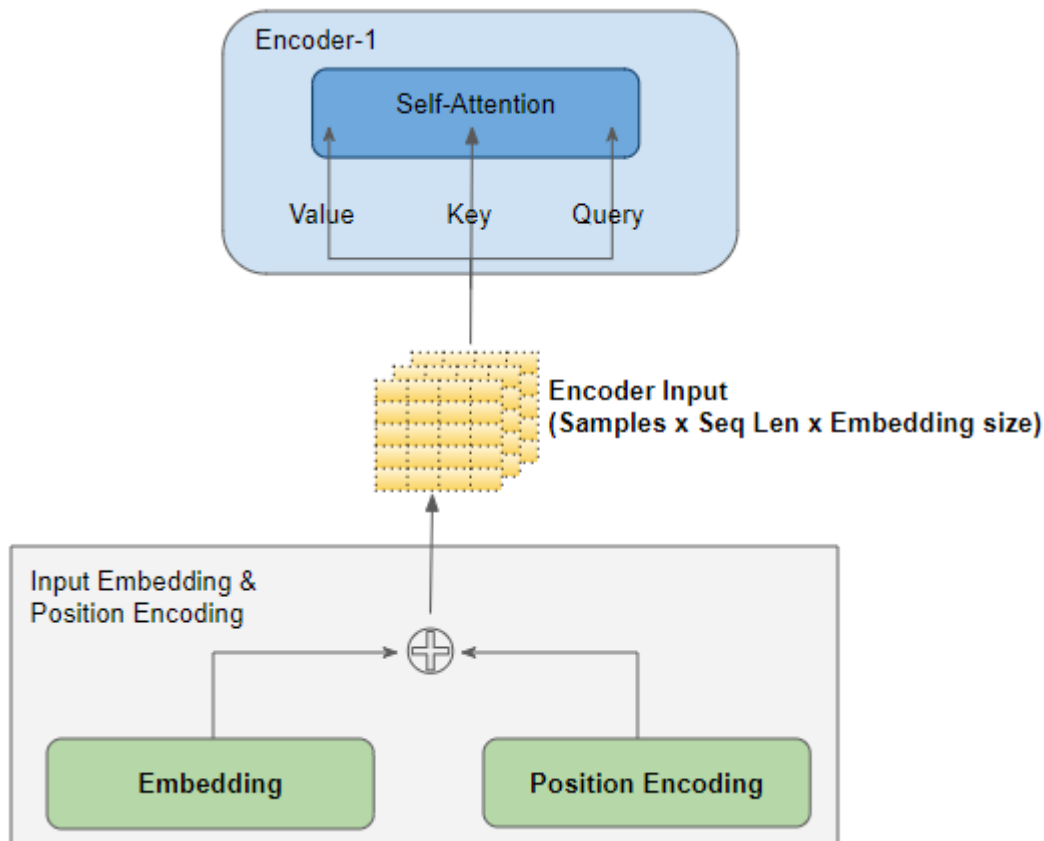 Encoder-1
Self-Attention
Value Key Query
Encoder Input
(Samples x Seq Len x Embedding size)
Input Embedding &
Position Encoding
Embedding Position Encoding